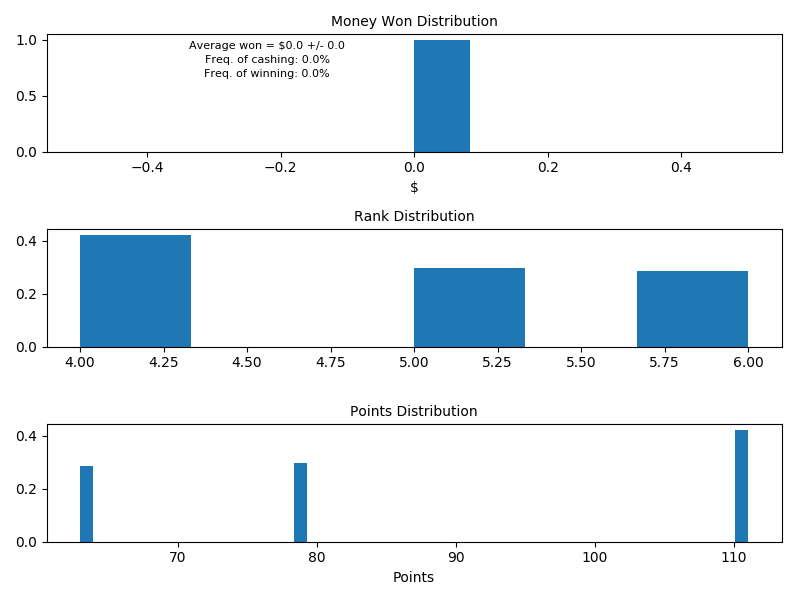 Money Won Distribution
1.0
Average won = $0.0 +/- 0.0
Freq. of cashing: 0.0%
Freq. of winning: 0.0%
0.5
0.0
−0.4 −0.2 0.0 0.2 0.4
$
Rank Distribution
0.4
0.2
0.0
4.00 4.25 4.50 4.75 5.00 5.25 5.50 5.75 6.00
Points Distribution
0.4
0.2
0.0
70 80 90 100 110
Points